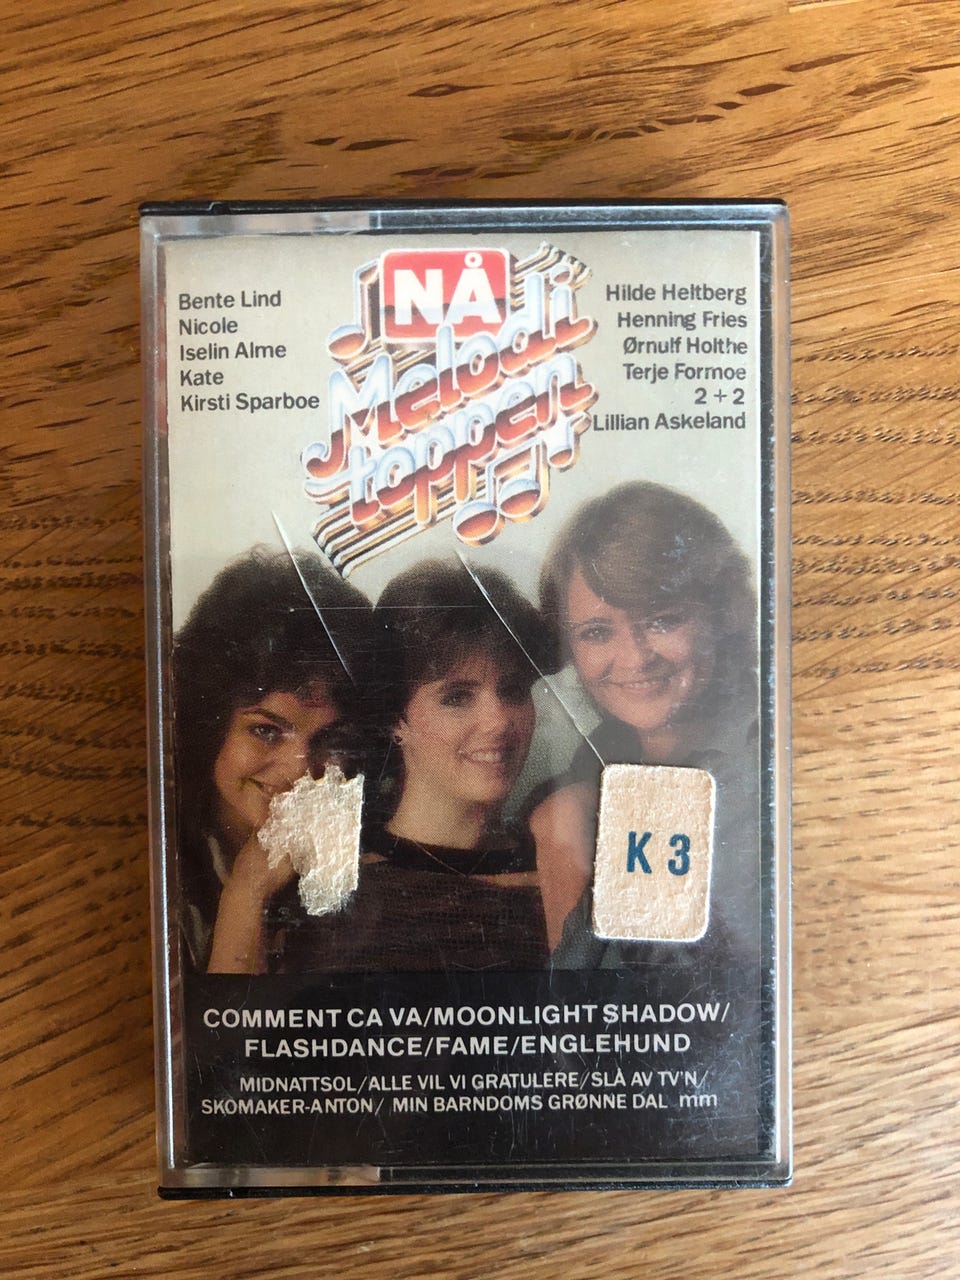 NÅ
Melodi
toppen
Bente Lind
Nicole
Iselin Alme
Kate
Kirsti Sparboe
Hilde Heltberg
Henning Fries
Ørnulf Holthe
Terje Formoe
2 + 2
Lillian Askeland
K 3
COMMENT CA VA/MOONLIGHT SHADOW/
FLASHDANCE/FAME/ENGLEHUND
MIDNATTSOL/ALLE VIL VI GRATULERE/SLÅ AV TV'N/
SKOMAKER-ANTON/ MIN BARNDOMS GRØNNE DAL mm